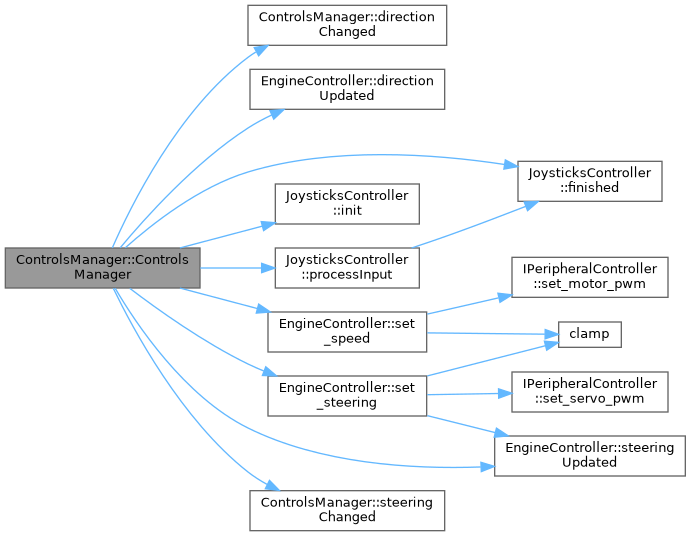 ControlsManager::direction
Changed
EngineController::direction
Updated
JoysticksController
::finished
JoysticksController
::init
ControlsManager::Controls
Manager
JoysticksController
::processInput
IPeripheralController
::set_motor_pwm
EngineController::set
_speed
clamp
EngineController::set
_steering
IPeripheralController
::set_servo_pwm
EngineController::steering
Updated
ControlsManager::steering
Changed